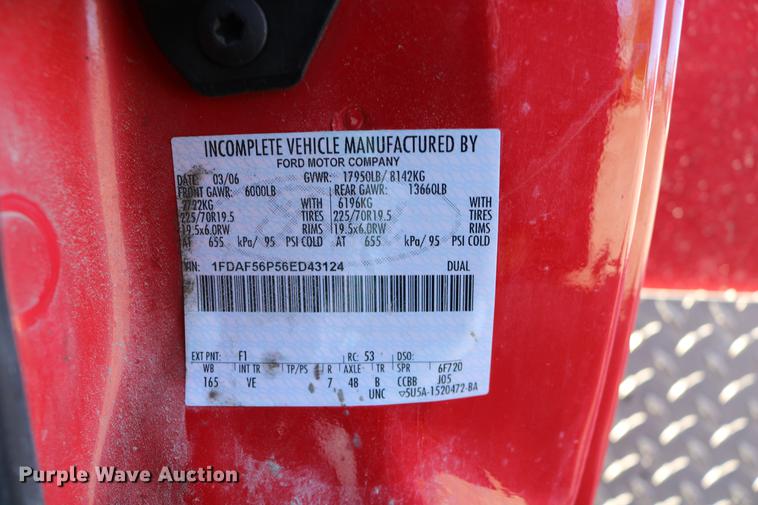 INCOMPLETE VEHICLE MANUFACTURED BY
FORD MOTOR COMPANY
DATE: 03/06 GVWR: 17950LB/ 8142KG
FRONT GAWR: 6000LB REAR GAWR: 13660LB
2722KG WITH 6196KG WITH
225/70R19.5 TIRES 225/70R19.5 TIRES
19.5x6.0RW RIMS 19.5x6.0RW RIMS
AT 655 kPa/ 95 PSI COLD AT 655 kPa/ 95 PSI COLD
VIN: 1FDAF56P56ED43124 DUAL
EXT PNT: F1 RC: 53 DSO:
WB INT TR TP/PS R AXLE TR SPR 6F720
165 VE 7 48 B CCBB J05
UNC ▽5U5A-1520472-BA
Purple Wave Auction